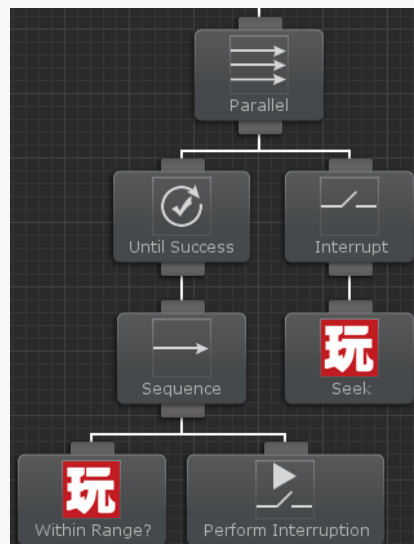 Parallel
Until Success
Interrupt
Sequence
玩
Seek
玩
Within Range?
Perform Interruption